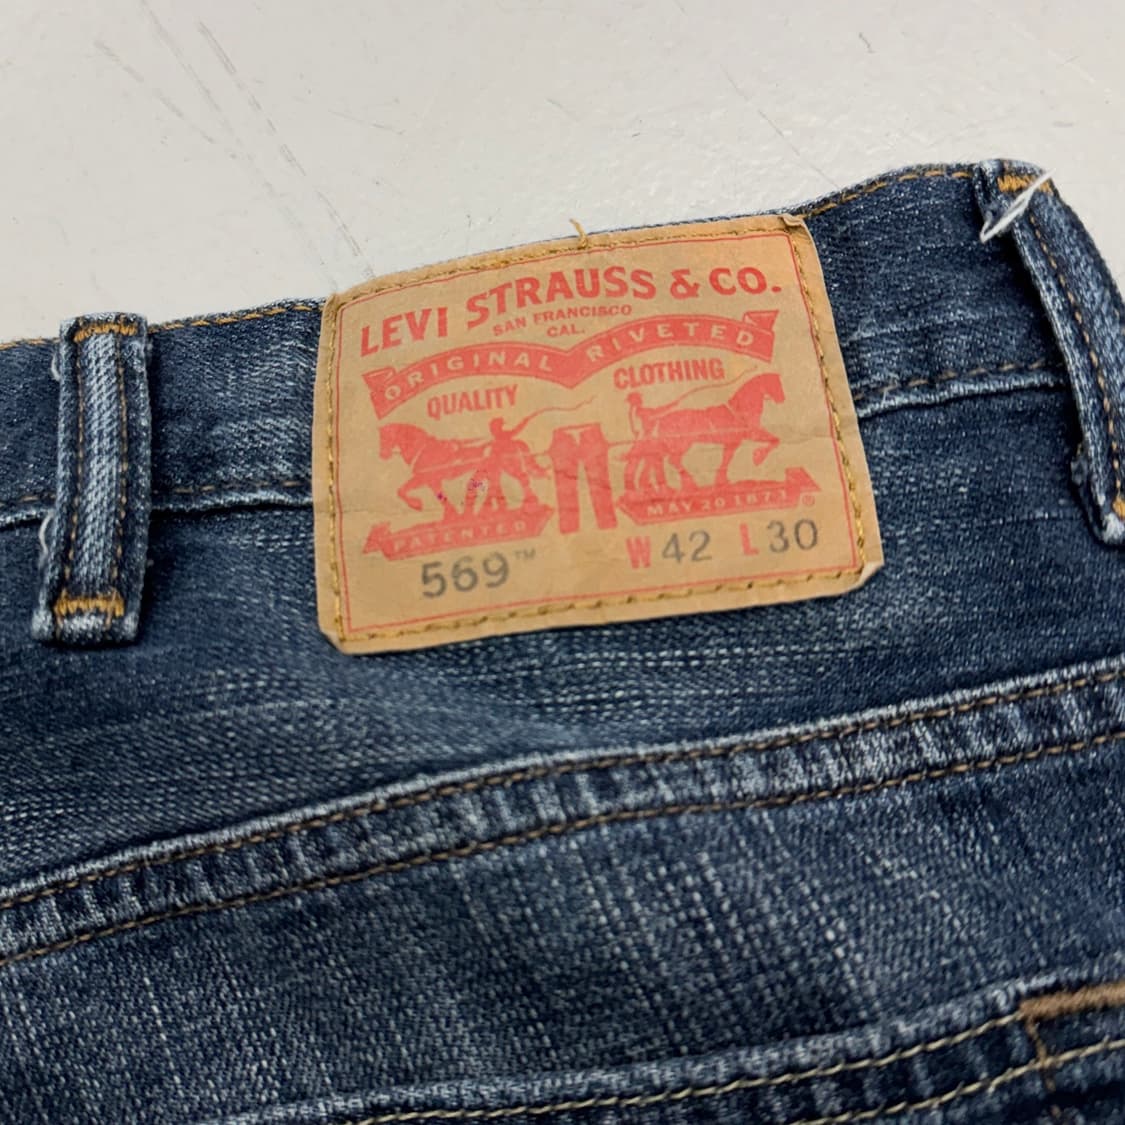 LEVI STRAUSS & CO.
SAN FRANCISCO
CAL.
ORIGINAL RIVETED
QUALITY CLOTHING
PATENTED MAY 20 1873 ®
569™ W 42 L 30